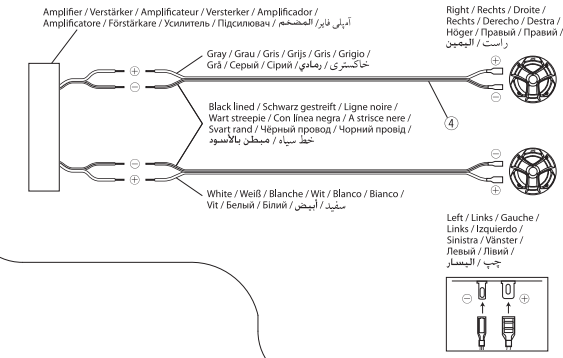 Amplifier / Verstärker / Amplificateur / Versterker / Amplificador /
Amplificatore / Förstärkare / Усилитель / Підсилювач / آمپلی فایر / المضخم
Right / Rechts / Droite /
Rechts / Derecho / Destra /
Höger / Правый / Правий /
راست / اليمين
Gray / Grau / Gris / Grijs / Gris / Grigio /
Grå / Серый / Сірий / خاکستری / رمادي
⊕
⊖
⊕
⊖
④
Black lined / Schwarz gestreift / Ligne noire /
Wart streepie / Con línea negra / A strisce nere /
Svart rand / Чёрный провод / Чорний провід /
خط سیاه / مبطن بالأسود
⊖
⊕
⊖
⊕
White / Weiß / Blanche / Wit / Blanco / Bianco /
Vit / Белый / Білий / سفید / أبيض
Left / Links / Gauche /
Links / Izquierdo /
Sinistra / Vänster /
Левый / Лівий /
چپ / اليسار
⊖ ⊕